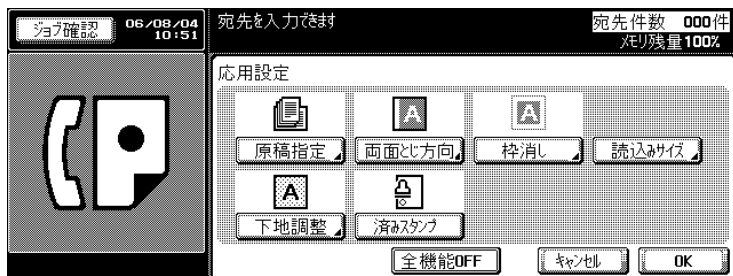 ｼﾞｮﾌﾞ確認 06/08/04 10:51
宛先を入力できます
宛先件数 000件
ﾒﾓﾘ残量100%
応用設定
原稿指定 両面とじ方向 枠消し 読込みｻｲｽﾞ
下地調整 済みｽﾀﾝﾌﾟ
全機能OFF ｷｬﾝｾﾙ OK